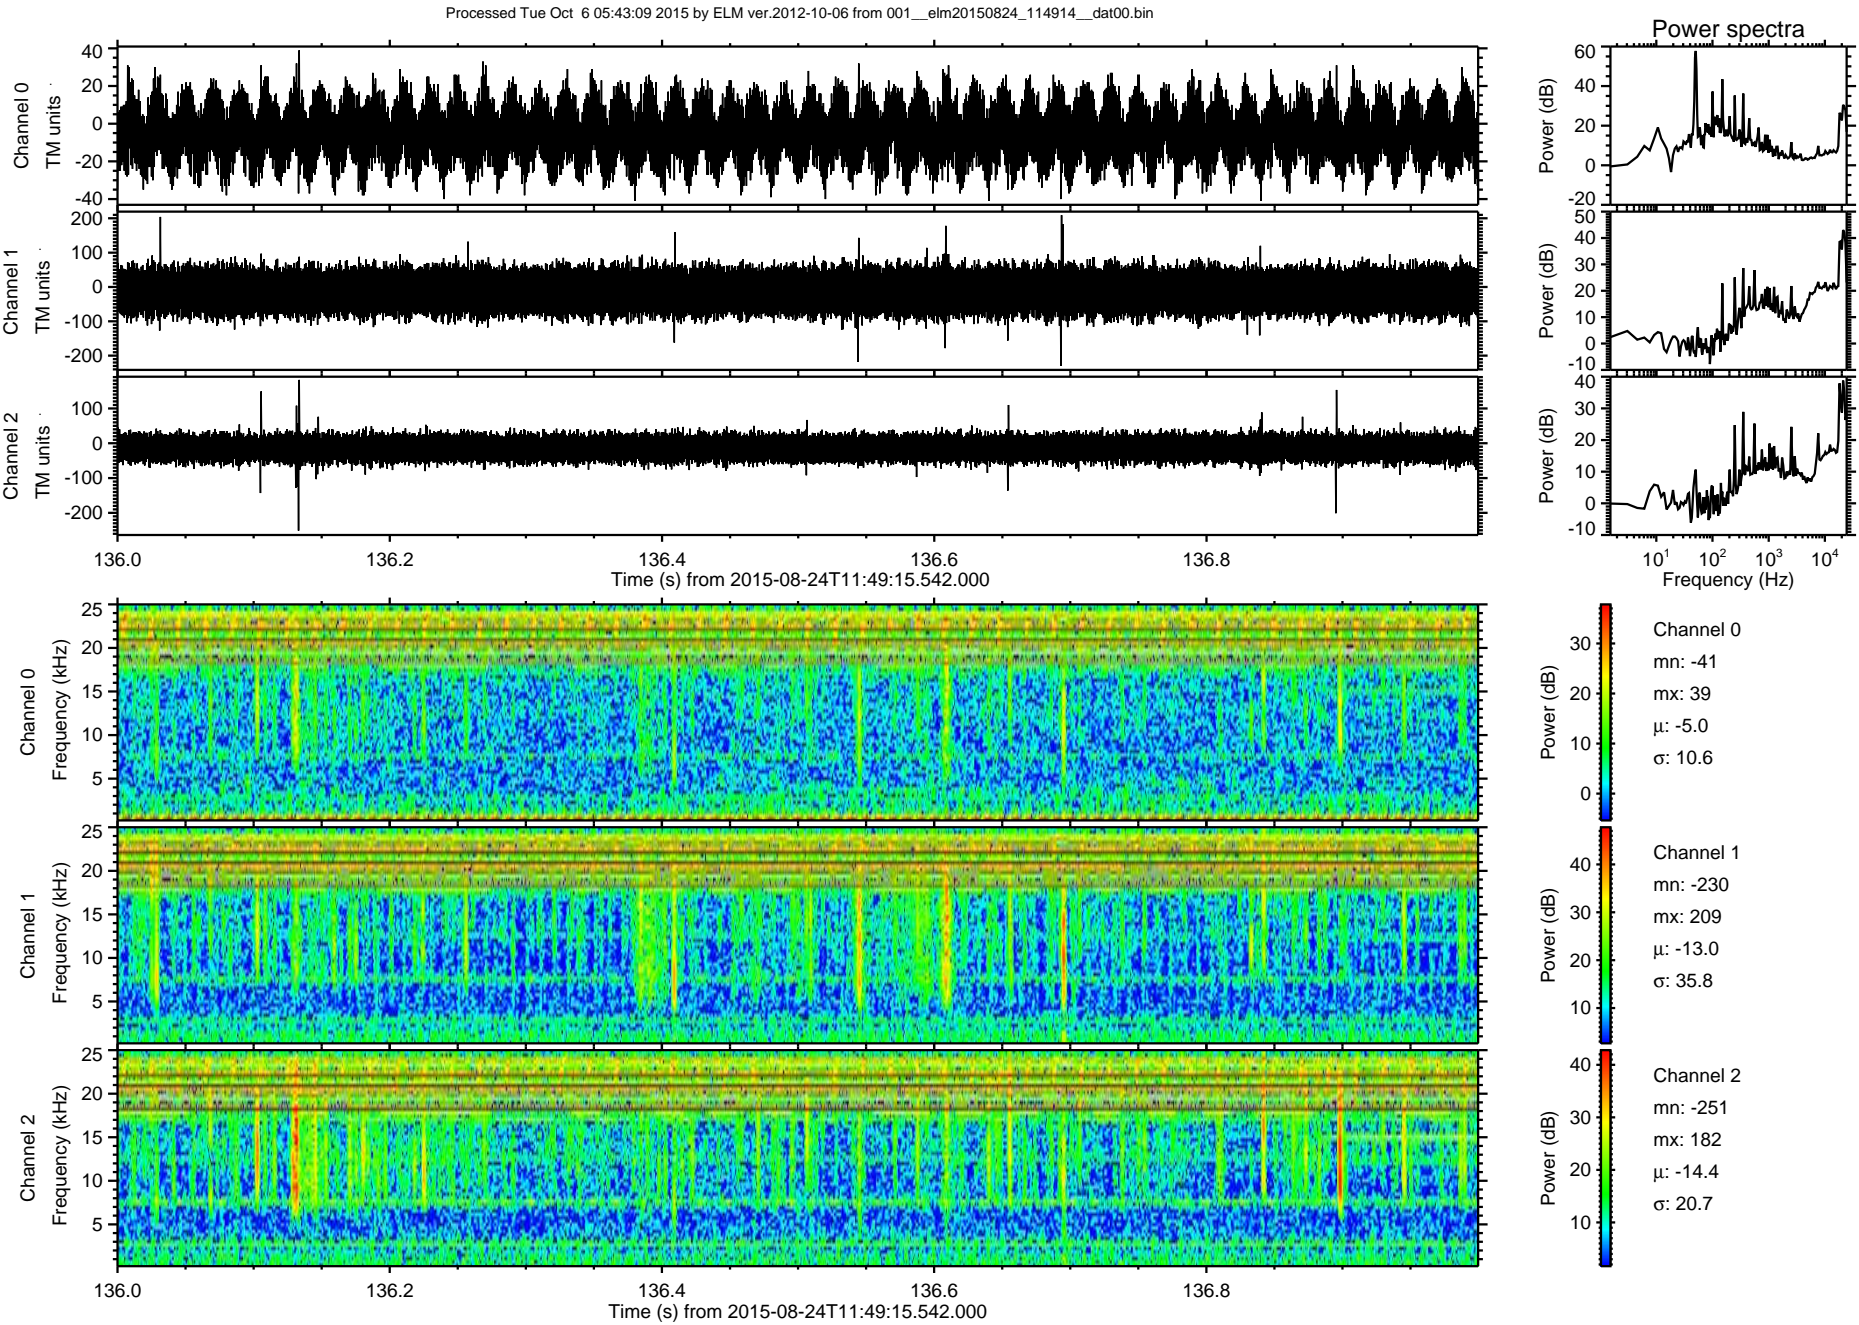 Processed Tue Oct  6 05:43:09 2015 by ELM ver.2012-10-06 from 001__elm20150824_114914__dat00.bin
Power spectra
Channel 0
TM units
40
20
0
-20
-40
Power (dB)
60
40
20
0
-20
Channel 1
TM units
200
100
0
-100
-200
Power (dB)
50
40
30
20
10
0
-10
Channel 2
TM units
100
0
-100
-200
Power (dB)
40
30
20
10
0
-10
136.0 136.2 136.4 136.6 136.8
Time (s) from 2015-08-24T11:49:15.542.000
10¹ 10² 10³ 10⁴
Frequency (Hz)
Channel 0
Frequency (kHz)
25
20
15
10
5
Power (dB)
30
20
10
0
Channel 0
mn: -41
mx: 39
μ: -5.0
σ: 10.6
Channel 1
Frequency (kHz)
25
20
15
10
5
Power (dB)
40
30
20
10
Channel 1
mn: -230
mx: 209
μ: -13.0
σ: 35.8
Channel 2
Frequency (kHz)
25
20
15
10
5
Power (dB)
40
30
20
10
Channel 2
mn: -251
mx: 182
μ: -14.4
σ: 20.7
136.0 136.2 136.4 136.6 136.8
Time (s) from 2015-08-24T11:49:15.542.000